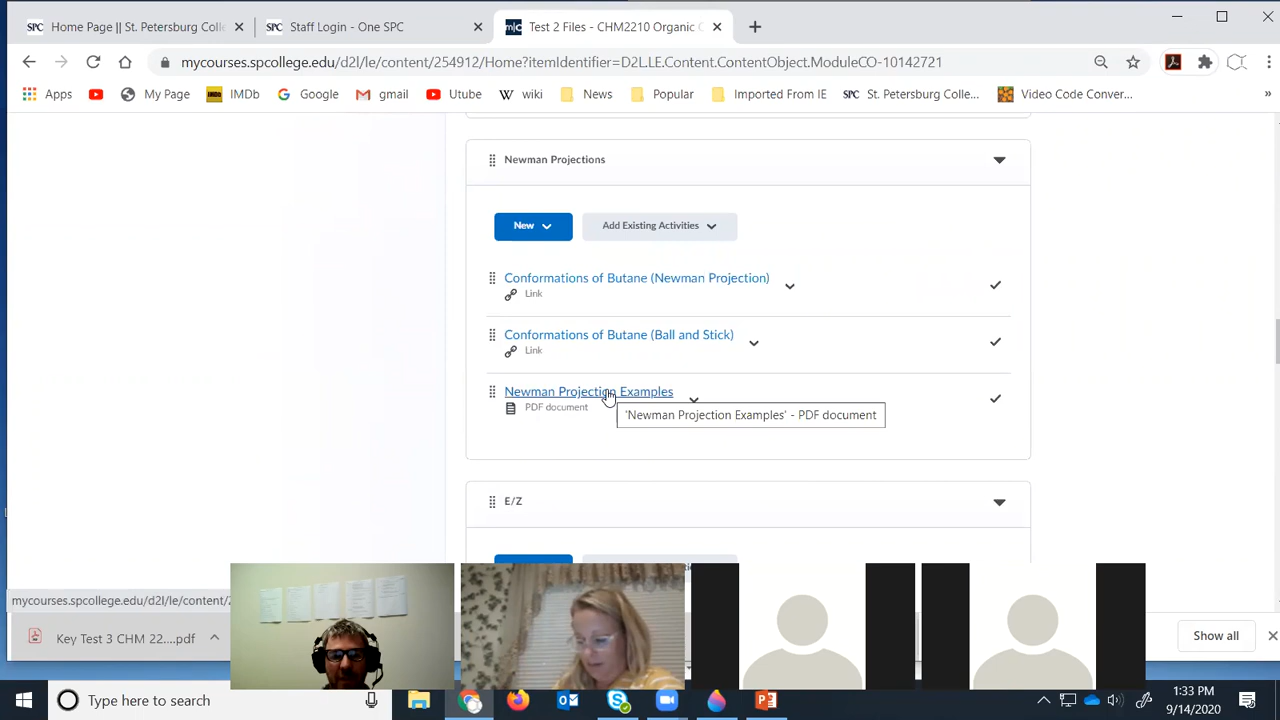 SPC Home Page || St. Petersburg Colle
SPC Staff Login - One SPC
m|c Test 2 Files - CHM2210 Organic C
mycourses.spcollege.edu/d2l/le/content/254912/Home?itemIdentifier=D2L.LE.Content.ContentObject.ModuleCO-10142721
Apps My Page IMDb IMDb Google gmail Utube W wiki News Popular Imported From IE SPC St. Petersburg Colle... Video Code Conver... »
Newman Projections
New Add Existing Activities
Conformations of Butane (Newman Projection)
Link
Conformations of Butane (Ball and Stick)
Link
Newman Projection Examples
PDF document
'Newman Projection Examples' - PDF document
E/Z
mycourses.spcollege.edu/d2l/le/content/2
Key Test 3 CHM 22....pdf
Show all
Type here to search
1:33 PM
9/14/2020